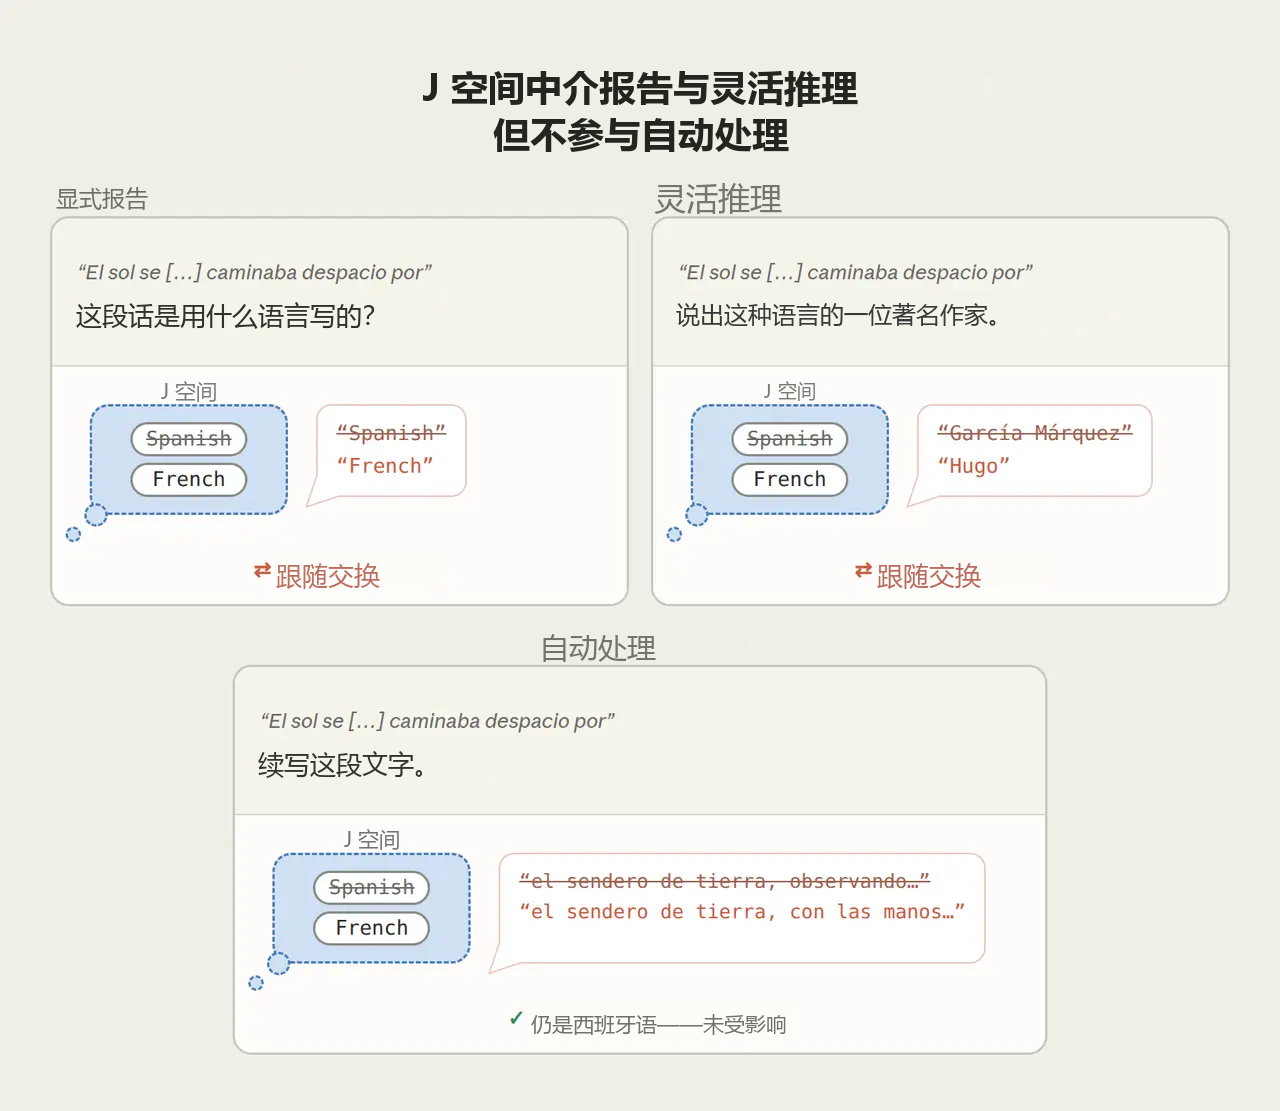 J 空间中介报告与灵活推理
但不参与自动处理
显式报告
“El sol se [...] caminaba despacio por”
这段话是用什么语言写的?
J 空间
Spanish
French
“Spanish”
“French”
⇄ 跟随交换
灵活推理
“El sol se [...] caminaba despacio por”
说出这种语言的一位著名作家。
J 空间
Spanish
French
“García Márquez”
“Hugo”
⇄ 跟随交换
自动处理
“El sol se [...] caminaba despacio por”
续写这段文字。
J 空间
Spanish
French
“el sendero de tierra, observando…”
“el sendero de tierra, con las manos…”
✓ 仍是西班牙语——未受影响